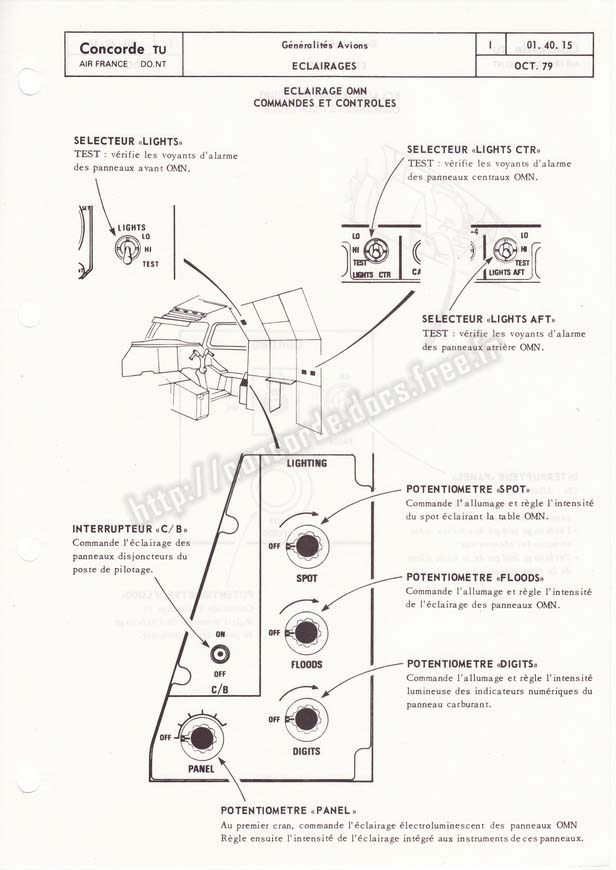 Concorde TU
AIR FRANCE DO.NT
Généralités Avions
ECLAIRAGES
I
01. 40. 15
OCT. 79
ECLAIRAGE OMN
COMMANDES ET CONTROLES
SELECTEUR «LIGHTS»
TEST : vérifie les voyants d'alarme
des panneaux avant OMN.
SELECTEUR «LIGHTS CTR»
TEST : vérifie les voyants d'alarme
des panneaux centraux OMN.
LIGHTS
LO
HI
TEST
LO
HI
TEST
LIGHTS CTR
CA
-4
LO
HI
TEST
LIGHTS AFT
SELECTEUR «LIGHTS AFT»
TEST : vérifie les voyants d'alarme
des panneaux arrière OMN.
http://concorde.docs.free.fr
LIGHTING
POTENTIOMETRE «SPOT»
Commande l'allumage et règle l'intensité
du spot éclairant la table OMN.
INTERRUPTEUR «C/B»
Commande l'éclairage des
panneaux disjoncteurs du
poste de pilotage.
OFF
SPOT
POTENTIOMETRE «FLOODS»
Commande l'allumage et règle l'intensité
de l'éclairage des panneaux OMN.
OFF
FLOODS
ON
OFF
C/B
POTENTIOMETRE «DIGITS»
Commande l'allumage et règle l'intensité
lumineuse des indicateurs numériques du
panneau carburant.
OFF
DIGITS
OFF
PANEL
POTENTIOMETRE «PANEL»
Au premier cran, commande l'éclairage électroluminescent des panneaux OMN
Règle ensuite l'intensité de l'éclairage intégré aux instruments de ces panneaux.